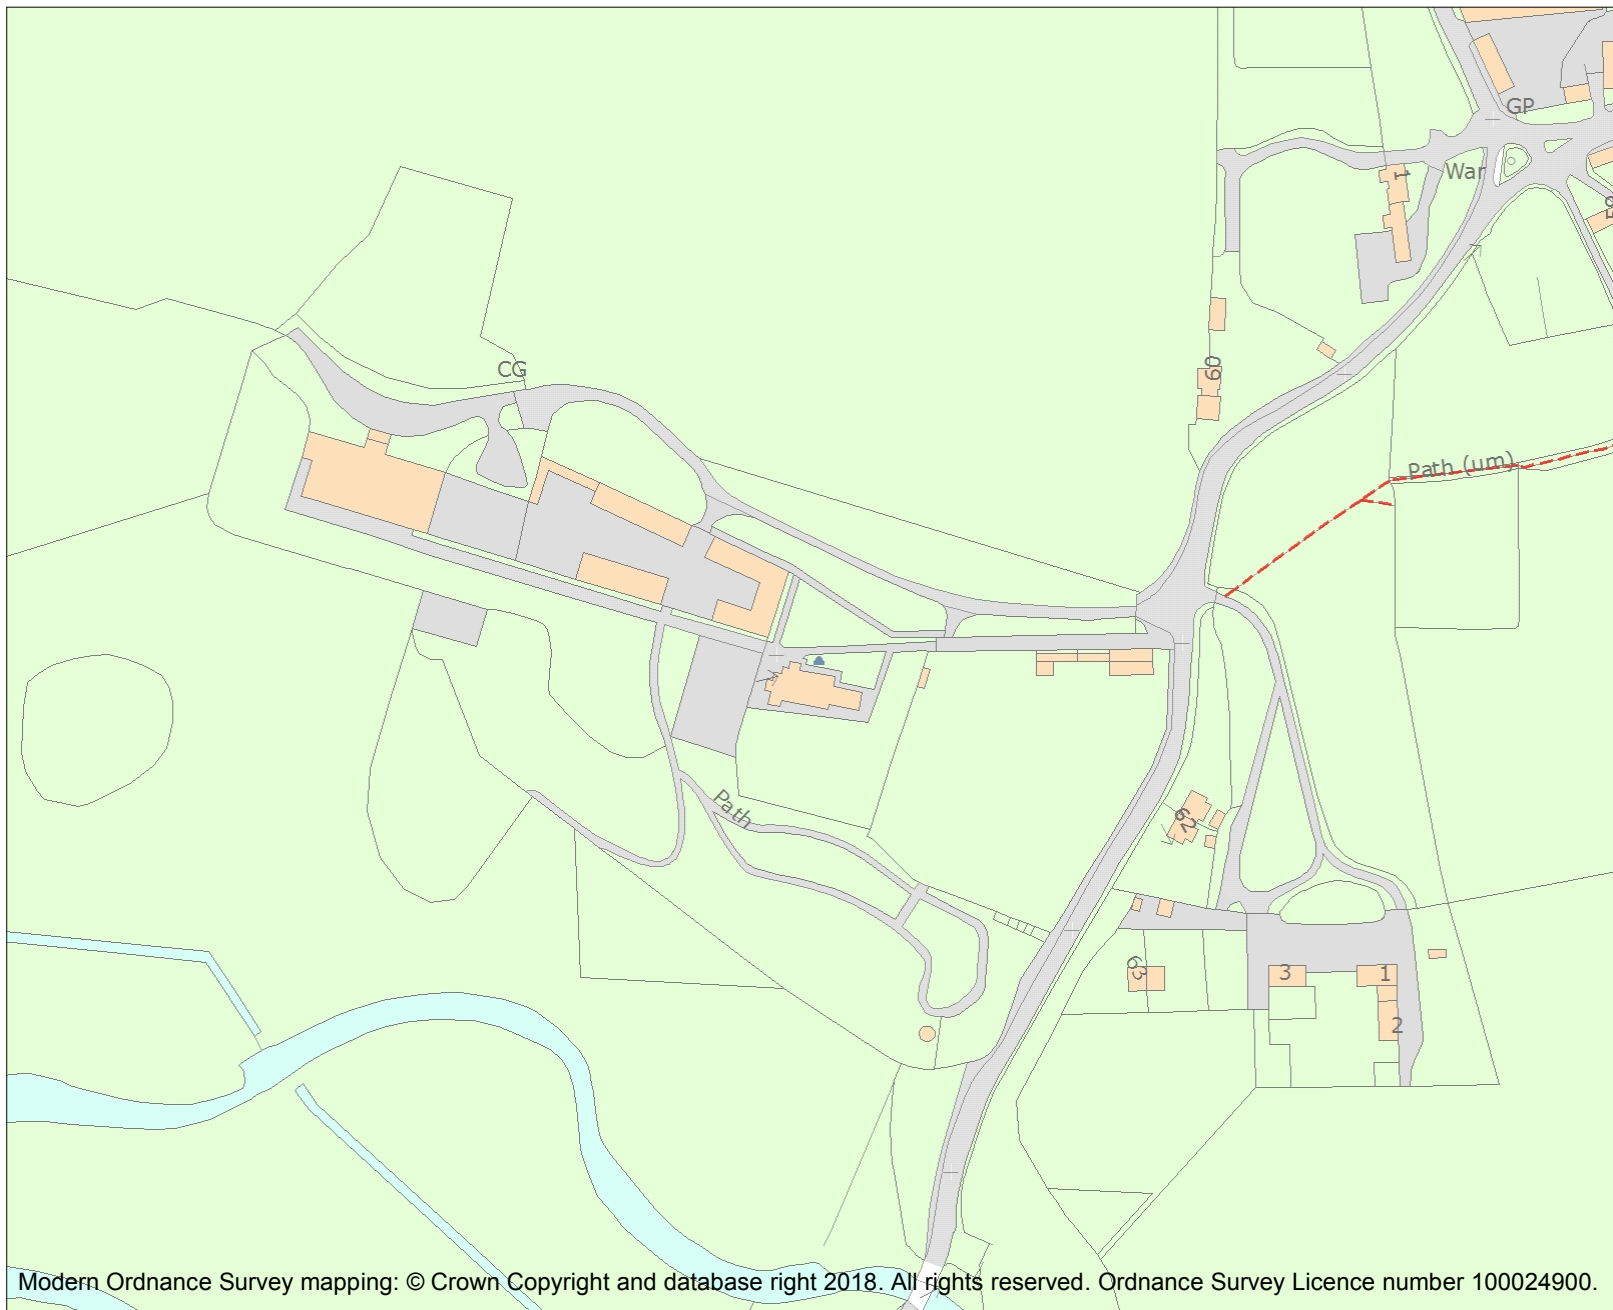 GP
War
1
59
CG
60
Path (um)
Path
62
63
3
1
2
Modern Ordnance Survey mapping: © Crown Copyright and database right 2018. All rights reserved. Ordnance Survey Licence number 100024900.